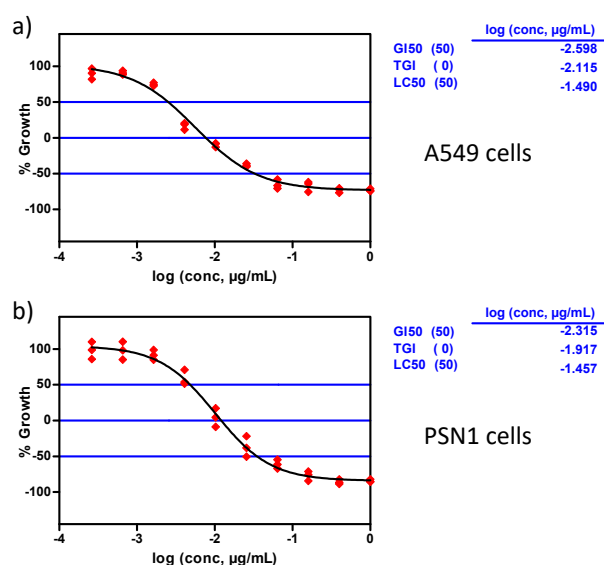 a)
log (conc, µg/mL)
GI50 (50) -2.598
TGI ( 0) -2.115
LC50 (50) -1.490
A549 cells
100
50
0
-50
-100
% Growth
-4 -3 -2 -1 0
log (conc, µg/mL)
b)
log (conc, µg/mL)
GI50 (50) -2.315
TGI ( 0) -1.917
LC50 (50) -1.457
PSN1 cells
100
50
0
-50
-100
% Growth
-4 -3 -2 -1 0
log (conc, µg/mL)